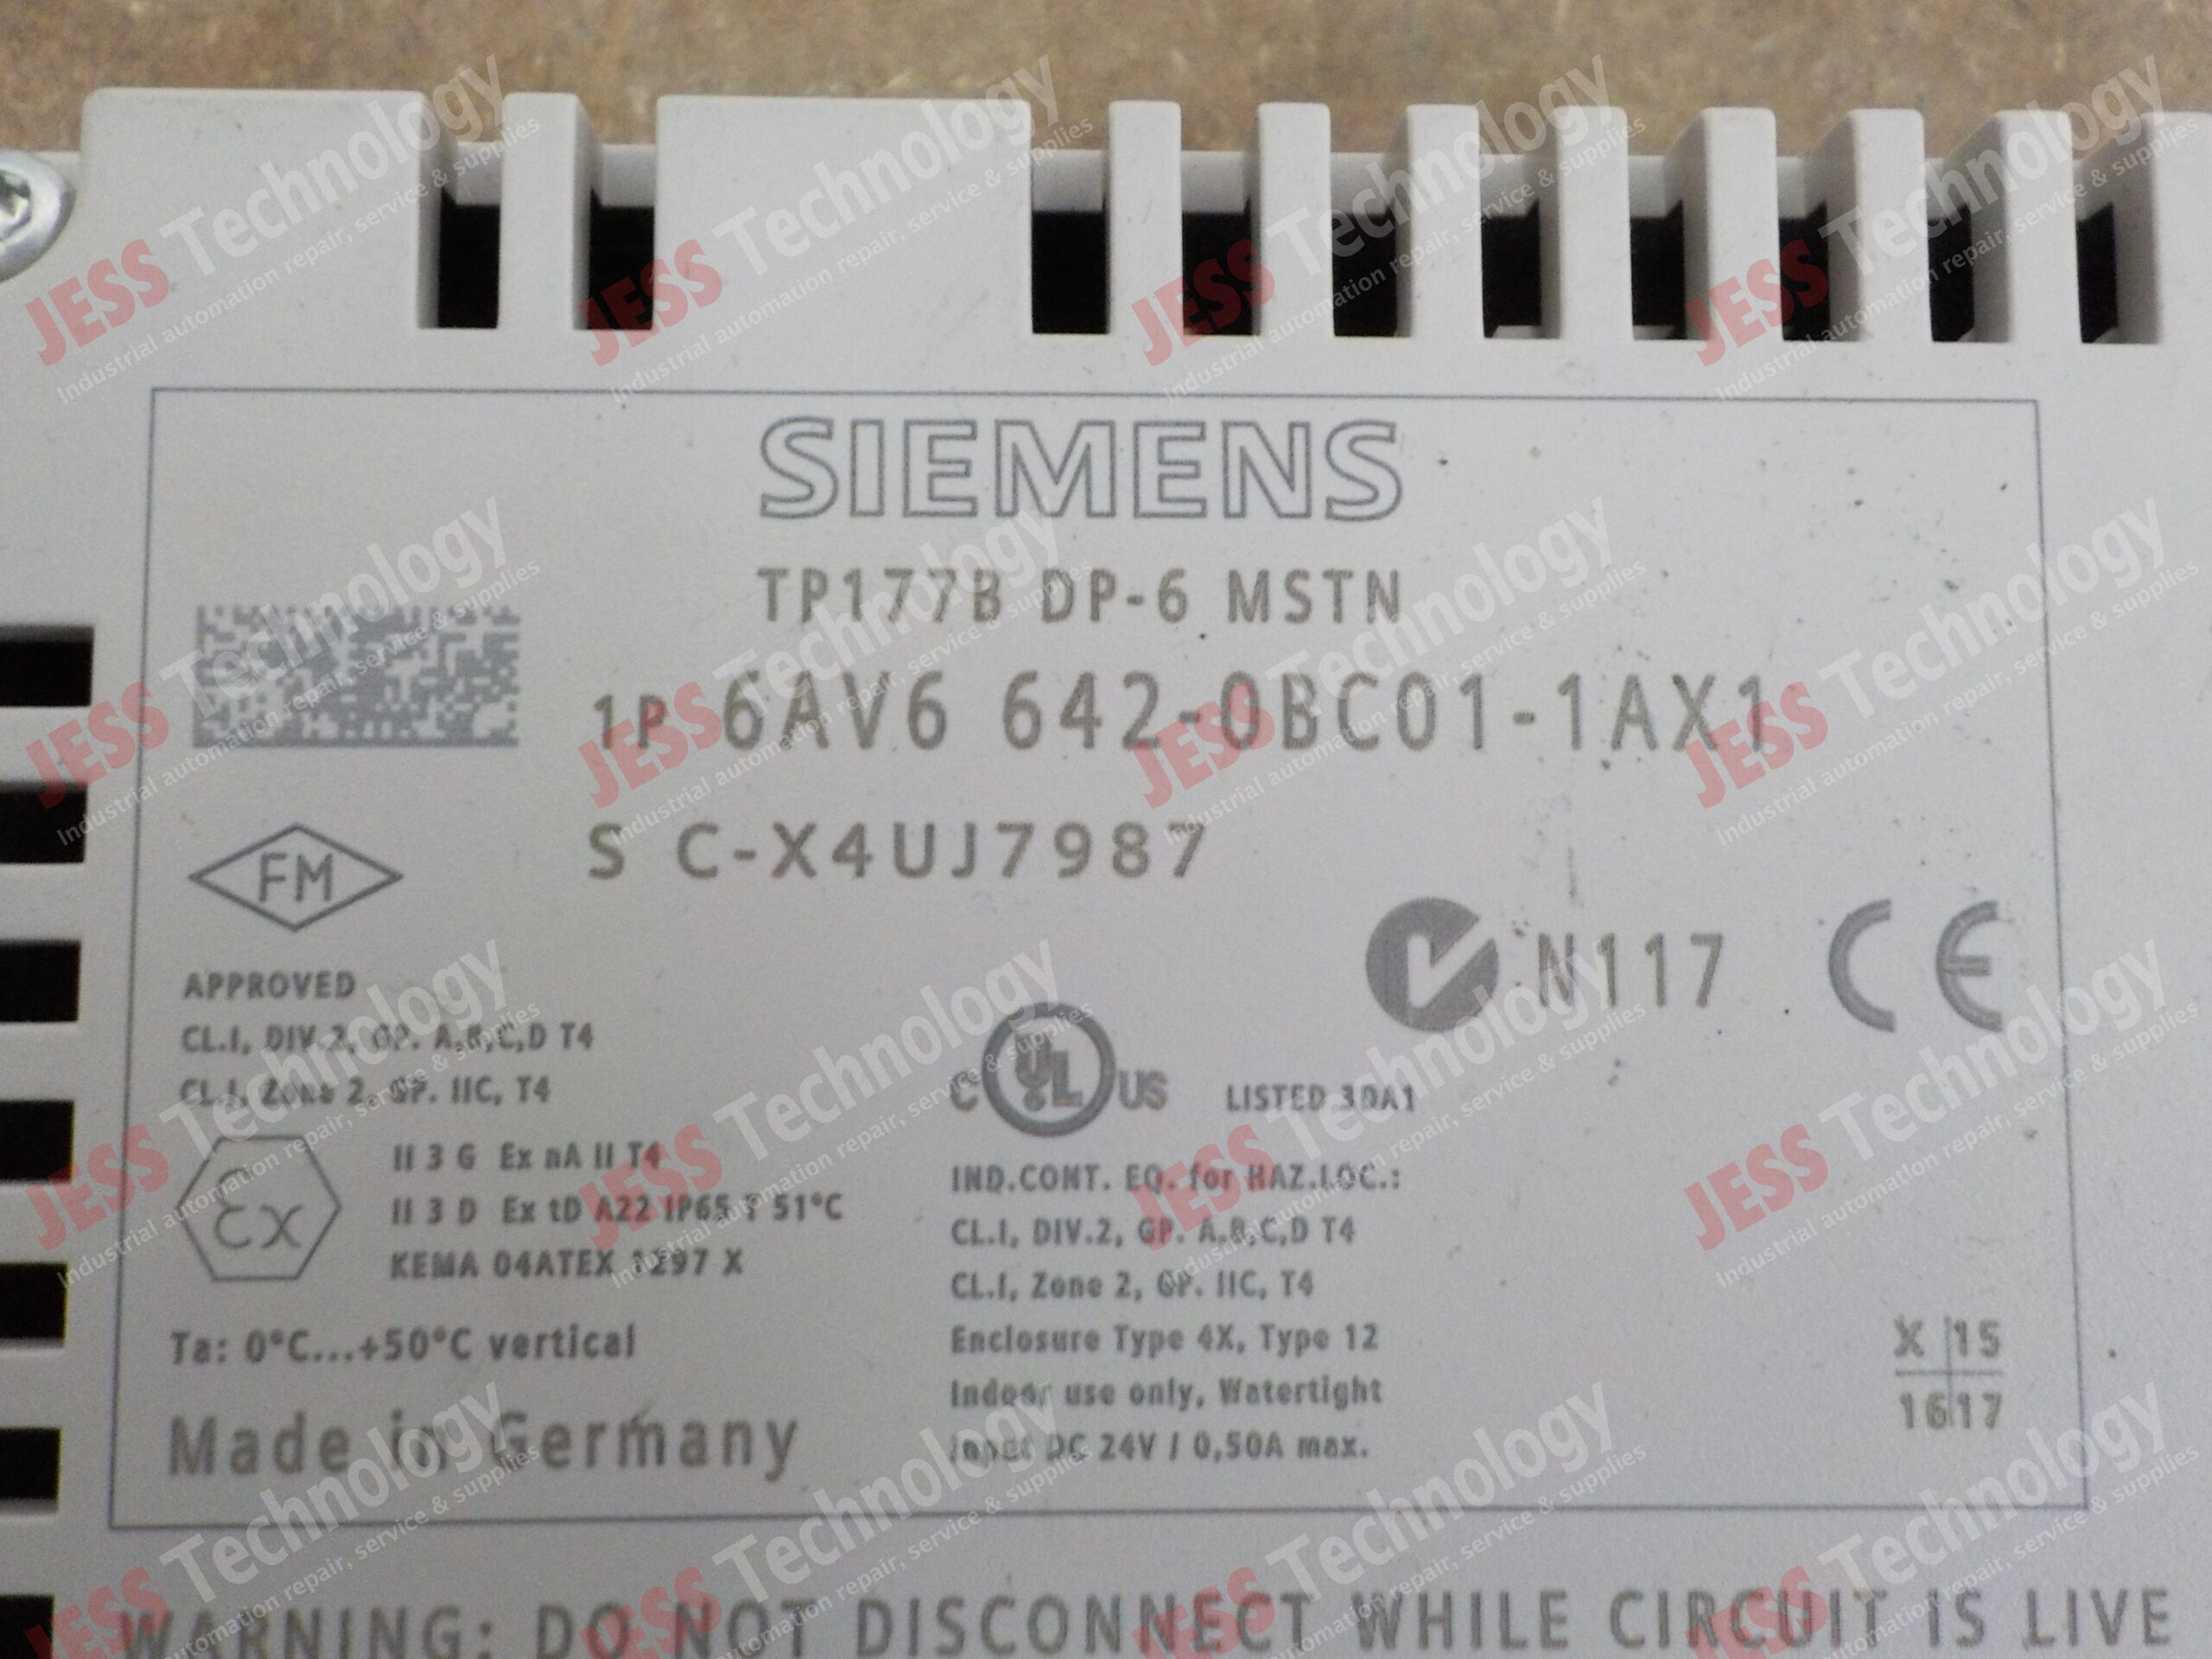 SIEMENS
TP177B DP-6 MSTN
1P 6AV6 642-0BC01-1AX1
S C-X4UJ7987
FM
APPROVED
CL.I, DIV.2, GP. A,B,C,D T4
CL.I, Zone 2, GP. IIC, T4
N117 CE
C UL US LISTED 30A1
Ex
II 3 G Ex nA II T4
II 3 D Ex tD A22 IP65 T 51°C
KEMA 04ATEX 1297 X
Ta: 0°C...+50°C vertical
Made in Germany
IND.CONT. EQ. for HAZ.LOC.:
CL.I, DIV.2, GP. A,B,C,D T4
CL.I, Zone 2, GP. IIC, T4
Enclosure Type 4X, Type 12
Indoor use only, Watertight
Input DC 24V / 0,50A max.
X 15
16 17
WARNING: DO NOT DISCONNECT WHILE CIRCUIT IS LIVE
JESS Technology
Industrial automation repair, service & supplies